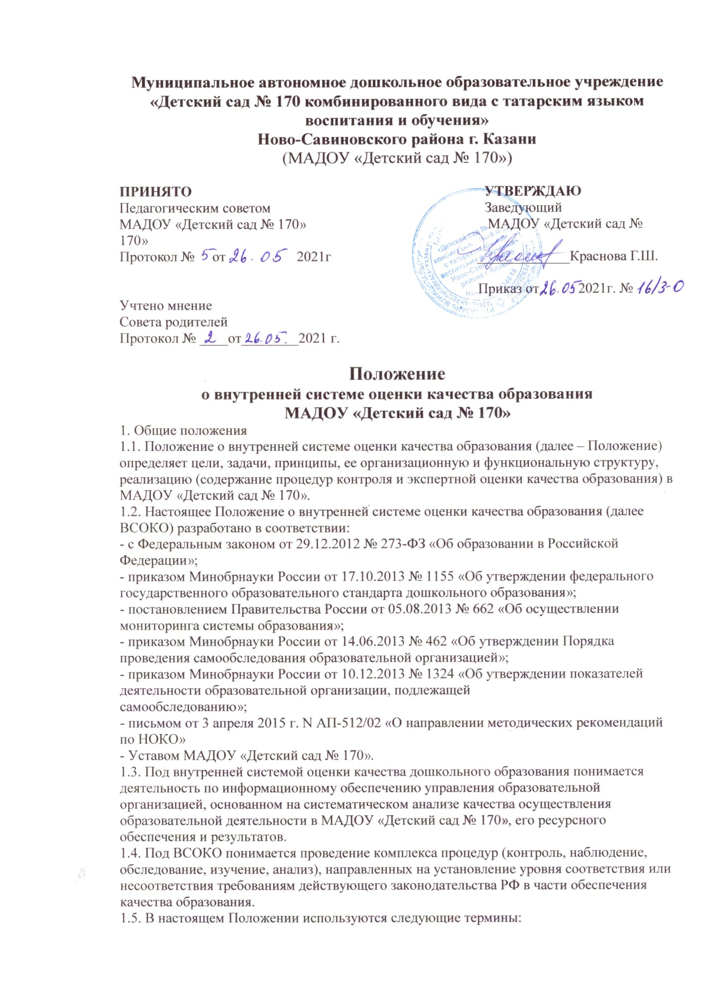 Муниципальное автономное дошкольное образовательное учреждение
«Детский сад № 170 комбинированного вида с татарским языком
воспитания и обучения»
Ново-Савиновского района г. Казани
(МАДОУ «Детский сад № 170»)
ПРИНЯТО УТВЕРЖДАЮ
Педагогическим советом Заведующий
МАДОУ «Детский сад № 170» МАДОУ «Детский сад №
170»
Протокол № 5 от 26.05 2021г Краснова Г.Ш.
Приказ от 26.05 2021г. № 16/3-О
«Детский сад №
с татарским языком
воспитания и обучения»
Ново-Савиновского
района г. Казани
Учтено мнение
Совета родителей
Протокол № 2 от 26.05. 2021 г.
Положение
о внутренней системе оценки качества образования
МАДОУ «Детский сад № 170»
1. Общие положения
1.1. Положение о внутренней системе оценки качества образования (далее – Положение)
определяет цели, задачи, принципы, ее организационную и функциональную структуру,
реализацию (содержание процедур контроля и экспертной оценки качества образования) в
МАДОУ «Детский сад № 170».
1.2. Настоящее Положение о внутренней системе оценки качества образования (далее
ВСОКО) разработано в соответствии:
- с Федеральным законом от 29.12.2012 № 273-ФЗ «Об образовании в Российской
Федерации»;
- приказом Минобрнауки России от 17.10.2013 № 1155 «Об утверждении федерального
государственного образовательного стандарта дошкольного образования»;
- постановлением Правительства России от 05.08.2013 № 662 «Об осуществлении
мониторинга системы образования»;
- приказом Минобрнауки России от 14.06.2013 № 462 «Об утверждении Порядка
проведения самообследования образовательной организацией»;
- приказом Минобрнауки России от 10.12.2013 № 1324 «Об утверждении показателей
деятельности образовательной организации, подлежащей
самообследованию»;
- письмом от 3 апреля 2015 г. N АП-512/02 «О направлении методических рекомендаций
по НОКО»
- Уставом МАДОУ «Детский сад № 170».
1.3. Под внутренней системой оценки качества дошкольного образования понимается
деятельность по информационному обеспечению управления образовательной
организацией, основанном на систематическом анализе качества осуществления
образовательной деятельности в МАДОУ «Детский сад № 170», его ресурсного
обеспечения и результатов.
1.4. Под ВСОКО понимается проведение комплекса процедур (контроль, наблюдение,
обследование, изучение, анализ), направленных на установление уровня соответствия или
несоответствия требованиям действующего законодательства РФ в части обеспечения
качества образования.
1.5. В настоящем Положении используются следующие термины: